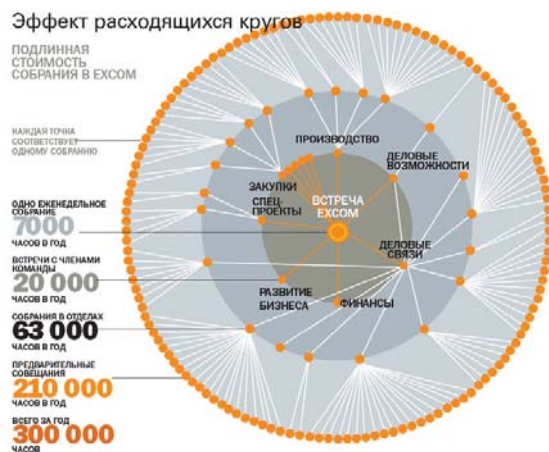 Эффект расходящихся кругов
ПОДЛИННАЯ
СТОИМОСТЬ
СОБРАНИЯ В EXCOM
КАЖДАЯ ТОЧКА
СООТВЕТСТВУЕТ
ОДНОМУ СОБРАНИЮ
ПРОИЗВОДСТВО
ДЕЛОВЫЕ
ВОЗМОЖНОСТИ
ЗАКУПКИ
СПЕЦ-
ПРОЕКТЫ
ВСТРЕЧА
EXCOM
ДЕЛОВЫЕ
СВЯЗИ
РАЗВИТИЕ
БИЗНЕСА
ФИНАНСЫ
ОДНО ЕЖЕНЕДЕЛЬНОЕ
СОБРАНИЕ
7000
ЧАСОВ В ГОД
ВСТРЕЧИ С ЧЛЕНАМИ
КОМАНДЫ
20 000
ЧАСОВ В ГОД
СОБРАНИЯ В ОТДЕЛАХ
63 000
ЧАСОВ В ГОД
ПРЕДВАРИТЕЛЬНЫЕ
СОВЕЩАНИЯ
210 000
ЧАСОВ В ГОД
ВСЕГО ЗА ГОД
300 000
ЧАСОВ